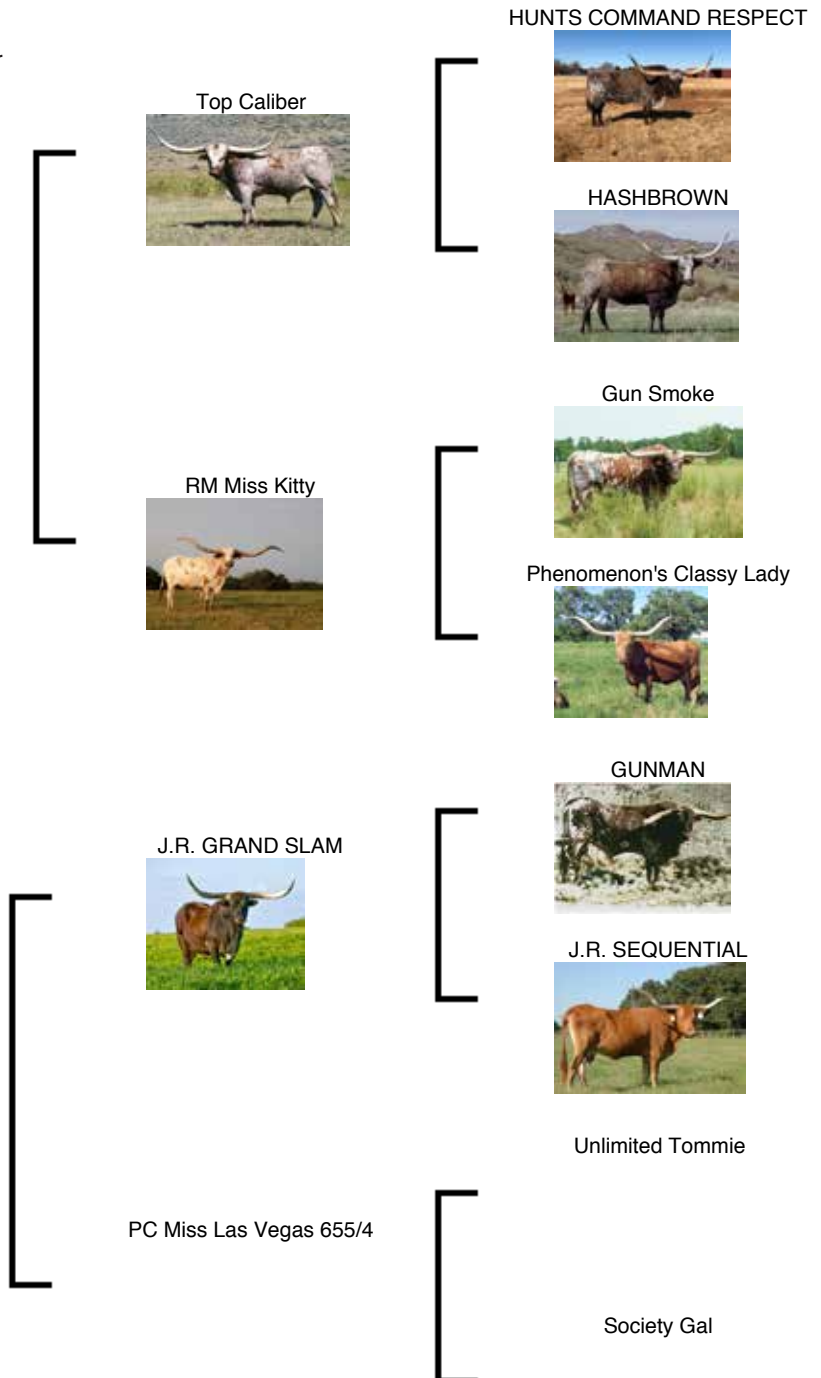 HUNTS COMMAND RESPECT
Top Caliber
HASHBROWN
Gun Smoke
RM Miss Kitty
Phenomenon's Classy Lady
GUNMAN
J.R. GRAND SLAM
J.R. SEQUENTIAL
Unlimited Tommie
PC Miss Las Vegas 655/4
Society Gal